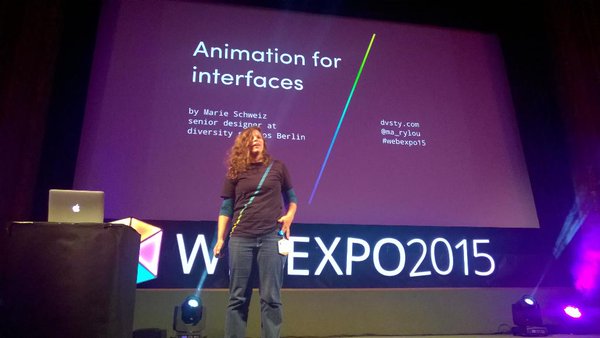 Animation for
interfaces
by Marie Schweiz
senior designer at
diversity Berlin
dvsty.com
@ma_rylou
#webexpo15
WEBEXPO2015